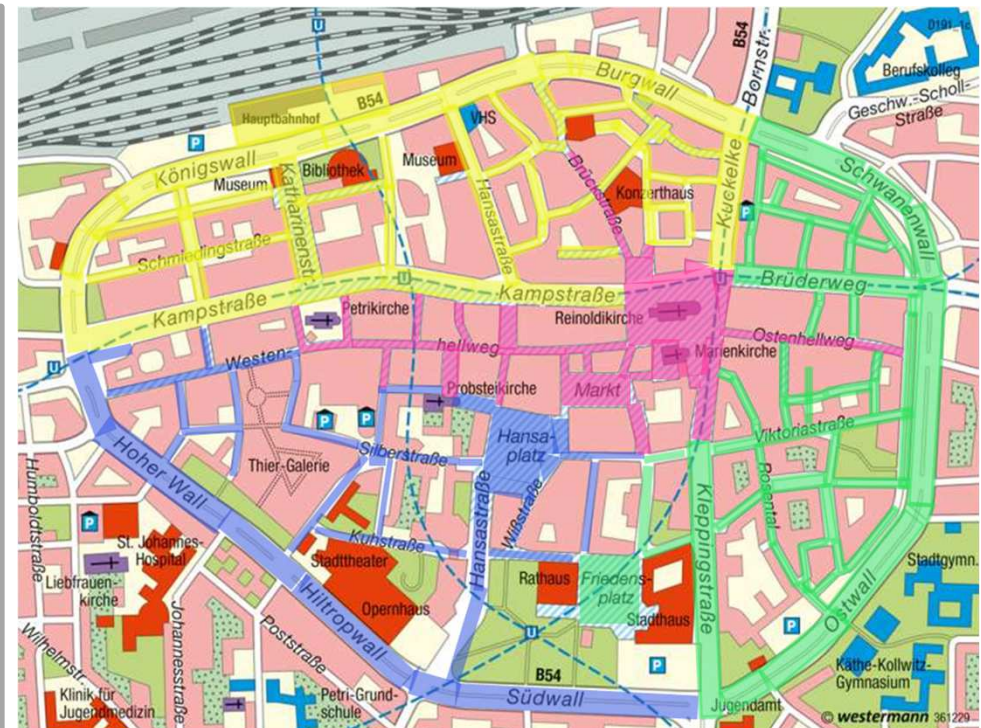 U
D191_1c
B54
Bornstr.
Burgwall
Berufskolleg
Geschw.-Scholl-
Straße
B54
Hauptbahnhof
VHS
P
Königswall
Museum
Bibliothek
Museum
Katharinenstr.
Hansastraße
Brückstraße
Konzerthaus
Kuckelke
Schwanenwall
P
Schmiedingstraße
Kampstraße
U
Kampstraße
U
Brüderweg
Petrikirche
Reinoldikirche
Ostenhellweg
Westen-
hellweg
Marienkirche
U
Probsteikirche
Markt
P
P
Hansa-
platz
Viktoriastraße
Hoher Wall
Thier-Galerie
Silberstraße
Humboldtstraße
Hansastraße
Wißstraße
Kleppingstraße
Rosental
P
St. Johannes-
Hospital
Kuhstraße
Stadttheater
Rathaus
Friedens-
platz
Stadtgymn.
Liebfrauen-
kirche
Opernhaus
Stadthaus
Ostwall
Hiltropwall
Johannesstraße
Poststraße
Wilhelmstr.
U
P
P
B54
Käthe-Kollwitz-
Gymnasium
Klinik für
Jugendmedizin
Petri-Grund-
schule
Südwall
Jugendamt
© westermann 361229